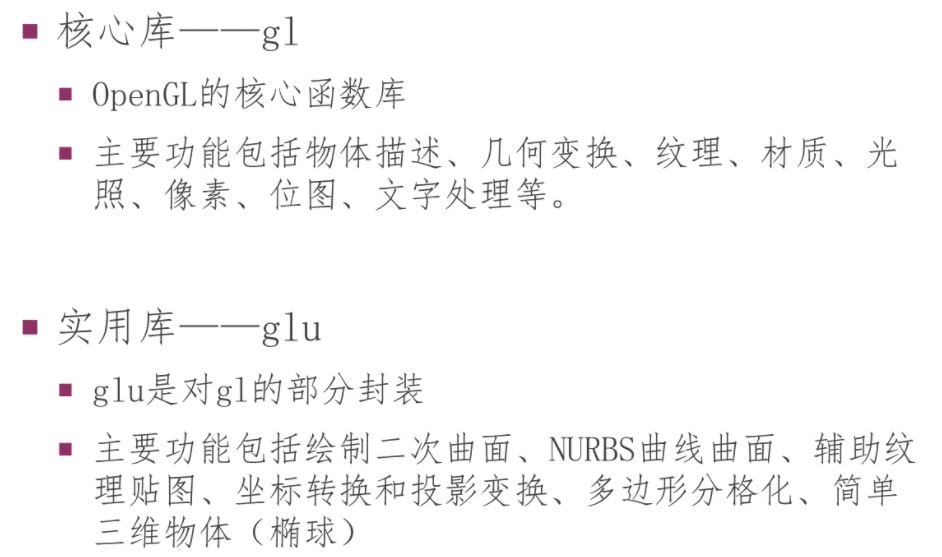 ■ 核心库——gl
■ OpenGL的核心函数库
■ 主要功能包括物体描述、几何变换、纹理、材质、光
照、像素、位图、文字处理等。
■ 实用库——glu
■ glu是对gl的部分封装
■ 主要功能包括绘制二次曲面、NURBS曲线曲面、辅助纹
理贴图、坐标转换和投影变换、多边形分格化、简单
三维物体（椭球）